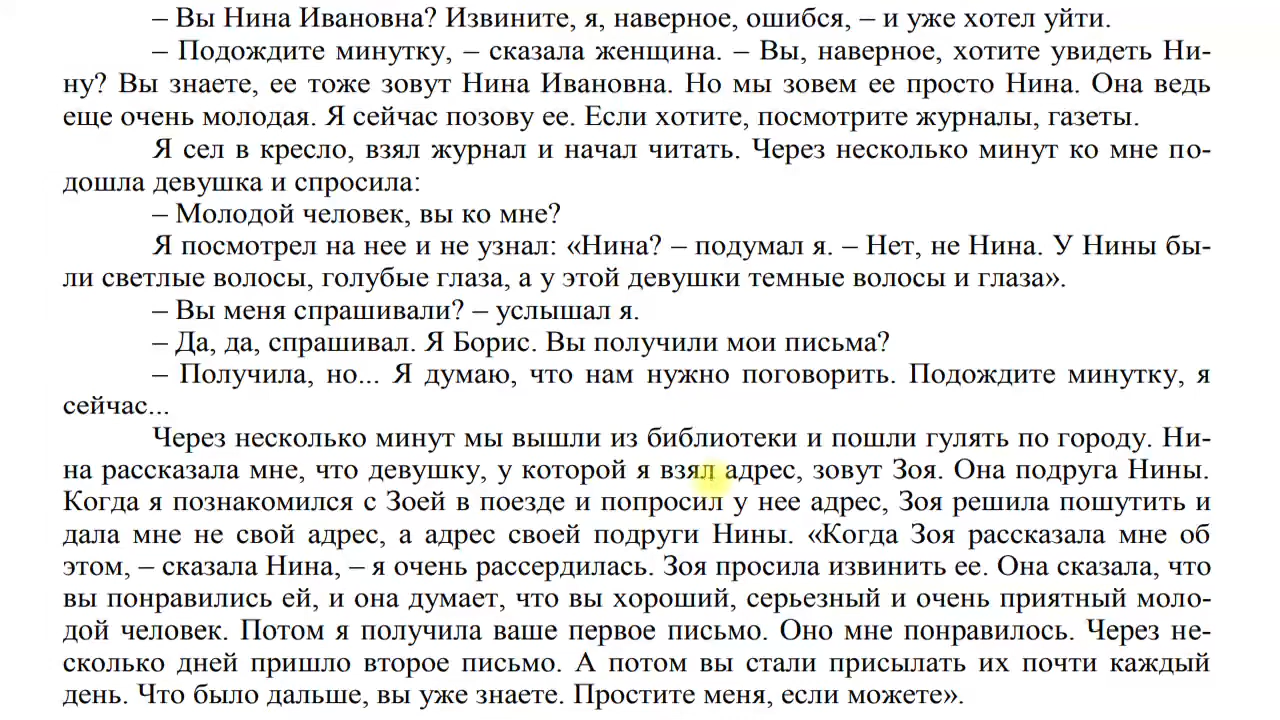 – Вы Нина Ивановна? Извините, я, наверное, ошибся, – и уже хотел уйти.
– Подождите минутку, – сказала женщина. – Вы, наверное, хотите увидеть Ни-
ну? Вы знаете, ее тоже зовут Нина Ивановна. Но мы зовем ее просто Нина. Она ведь
еще очень молодая. Я сейчас позову ее. Если хотите, посмотрите журналы, газеты.
Я сел в кресло, взял журнал и начал читать. Через несколько минут ко мне по-
дошла девушка и спросила:
– Молодой человек, вы ко мне?
Я посмотрел на нее и не узнал: «Нина? – подумал я. – Нет, не Нина. У Нины бы-
ли светлые волосы, голубые глаза, а у этой девушки темные волосы и глаза».
– Вы меня спрашивали? – услышал я.
– Да, да, спрашивал. Я Борис. Вы получили мои письма?
– Получила, но... Я думаю, что нам нужно поговорить. Подождите минутку, я
сейчас...
Через несколько минут мы вышли из библиотеки и пошли гулять по городу. Ни-
на рассказала мне, что девушку, у которой я взял адрес, зовут Зоя. Она подруга Нины.
Когда я познакомился с Зоей в поезде и попросил у нее адрес, Зоя решила пошутить и
дала мне не свой адрес, а адрес своей подруги Нины. «Когда Зоя рассказала мне об
этом, – сказала Нина, – я очень рассердилась. Зоя просила извинить ее. Она сказала, что
вы понравились ей, и она думает, что вы хороший, серьезный и очень приятный моло-
дой человек. Потом я получила ваше первое письмо. Оно мне понравилось. Через не-
сколько дней пришло второе письмо. А потом вы стали присылать их почти каждый
день. Что было дальше, вы уже знаете. Простите меня, если можете».